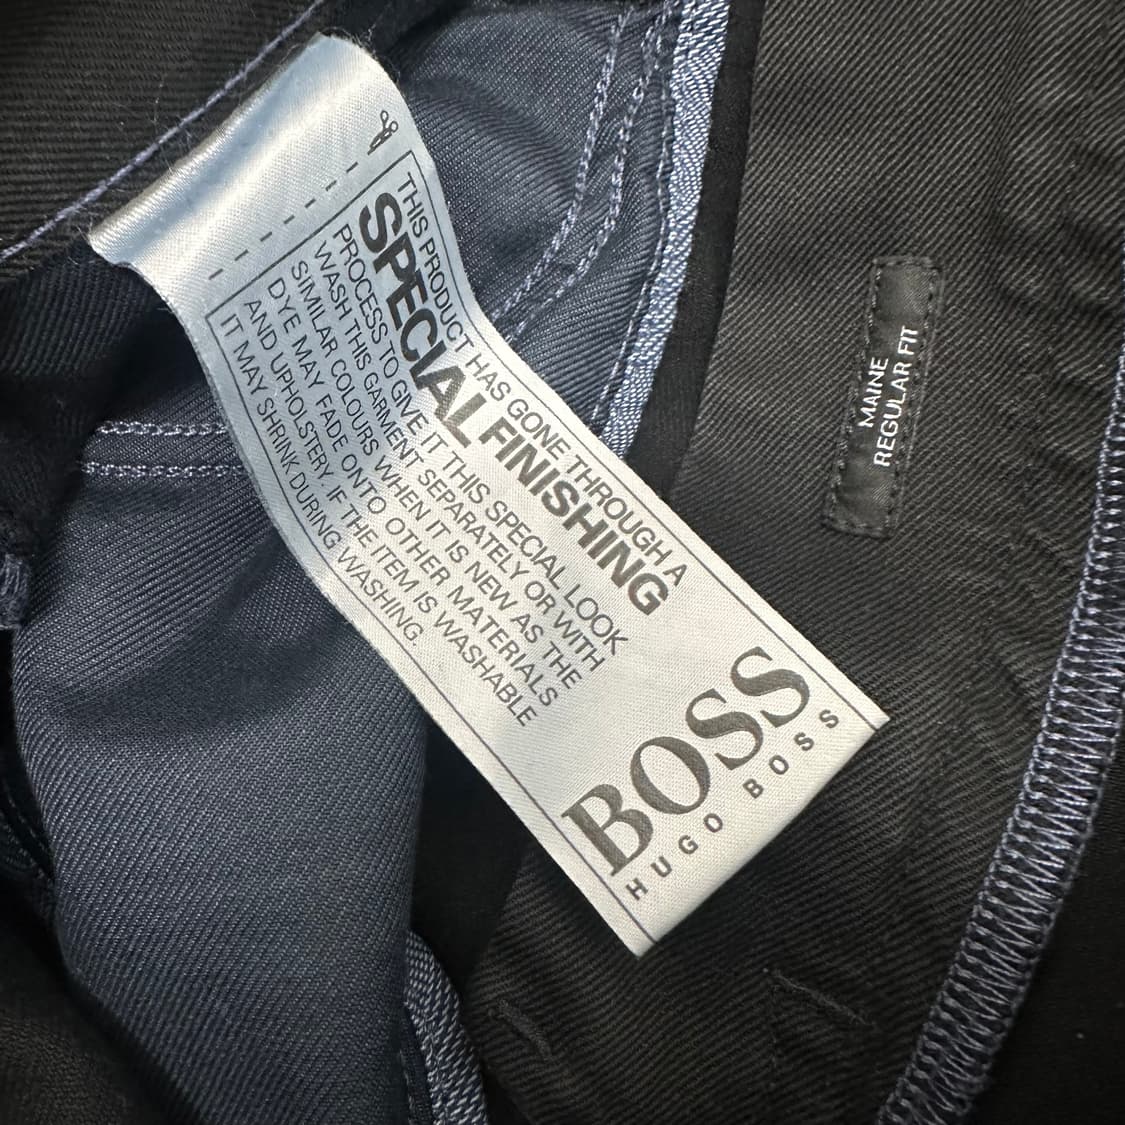 THIS PRODUCT HAS GONE THROUGH A
SPECIAL FINISHING
PROCESS TO GIVE IT THIS SPECIAL LOOK
WASH THIS GARMENT SEPARATELY OR WITH
SIMILAR COLOURS WHEN IT IS NEW AS THE
DYE MAY FADE ONTO OTHER MATERIALS
AND UPHOLSTERY. IF THE ITEM IS WASHABLE
IT MAY SHRINK DURING WASHING.
BOSS
HUGO BOSS
MAINE
REGULAR FIT